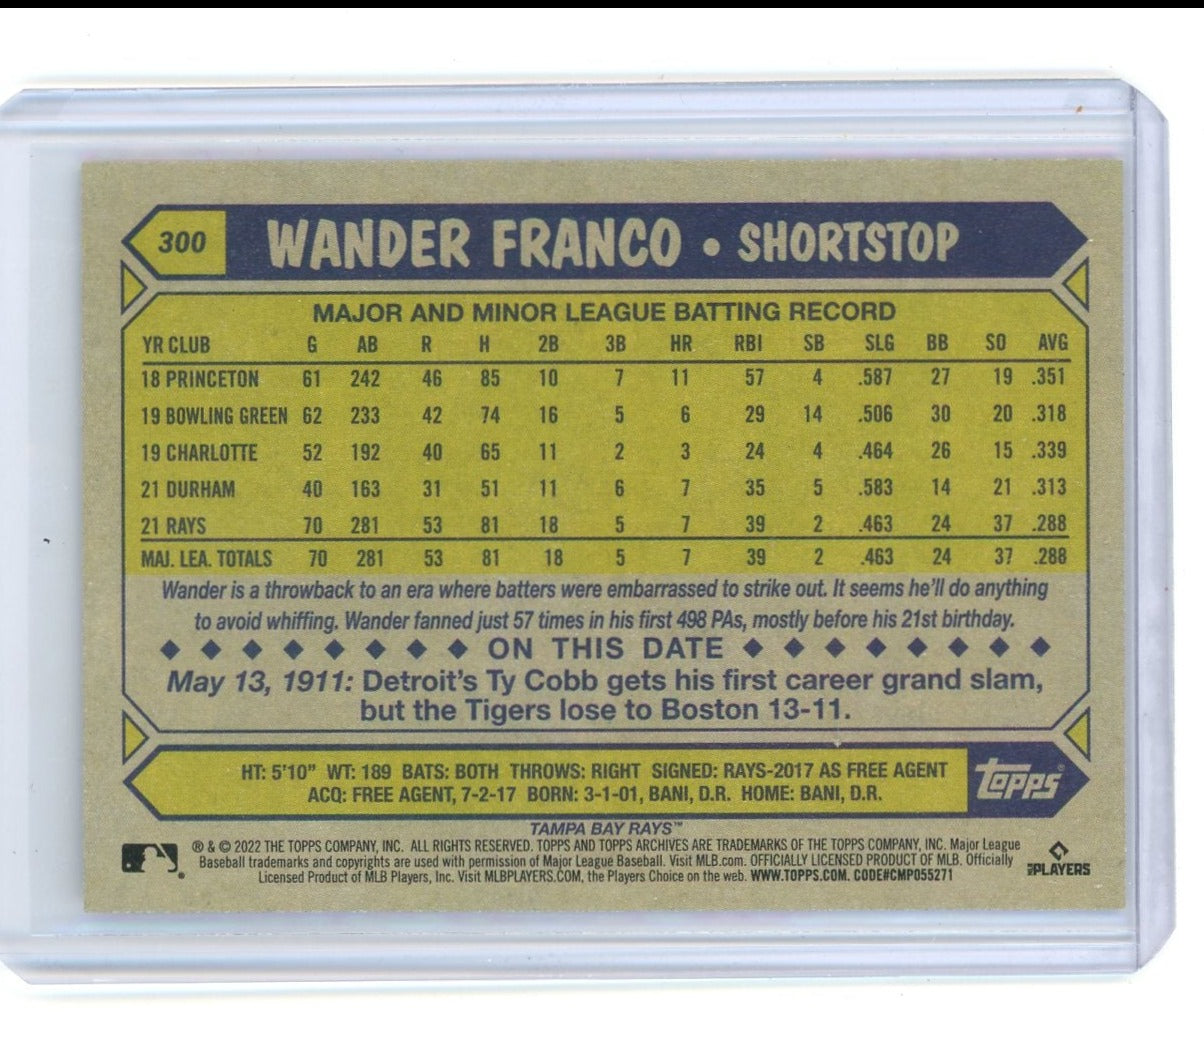 300
WANDER FRANCO • SHORTSTOP
MAJOR AND MINOR LEAGUE BATTING RECORD
YR CLUB G AB R H 2B 3B HR RBI SB SLG BB SO AVG
18 PRINCETON 61 242 46 85 10 7 11 57 4 .587 27 19 .351
19 BOWLING GREEN 62 233 42 74 16 5 6 29 14 .506 30 20 .318
19 CHARLOTTE 52 192 40 65 11 2 3 24 4 .464 26 15 .339
21 DURHAM 40 163 31 51 11 6 7 35 5 .583 14 21 .313
21 RAYS 70 281 53 81 18 5 7 39 2 .463 24 37 .288
MAJ. LEA. TOTALS 70 281 53 81 18 5 7 39 2 .463 24 37 .288
Wander is a throwback to an era where batters were embarrassed to strike out. It seems he'll do anything
to avoid whiffing. Wander fanned just 57 times in his first 498 PAs, mostly before his 21st birthday.
◆ ◆ ◆ ◆ ◆ ◆ ◆ ◆ ON THIS DATE ◆ ◆ ◆ ◆ ◆ ◆ ◆ ◆
May 13, 1911: Detroit's Ty Cobb gets his first career grand slam,
but the Tigers lose to Boston 13-11.
HT: 5'10" WT: 189 BATS: BOTH THROWS: RIGHT SIGNED: RAYS-2017 AS FREE AGENT
ACQ: FREE AGENT, 7-2-17 BORN: 3-1-01, BANI, D.R. HOME: BANI, D.R.
topps®
TAMPA BAY RAYS™
® & © 2022 THE TOPPS COMPANY, INC. ALL RIGHTS RESERVED. TOPPS AND TOPPS ARCHIVES ARE TRADEMARKS OF THE TOPPS COMPANY, INC. Major League
Baseball trademarks and copyrights are used with permission of Major League Baseball. Visit MLB.com. OFFICIALLY LICENSED PRODUCT OF MLB. Officially
Licensed Product of MLB Players, Inc. Visit MLBPLAYERS.COM, the Players Choice on the web. WWW.TOPPS.COM. CODE#CMP055271
MLB PLAYERS